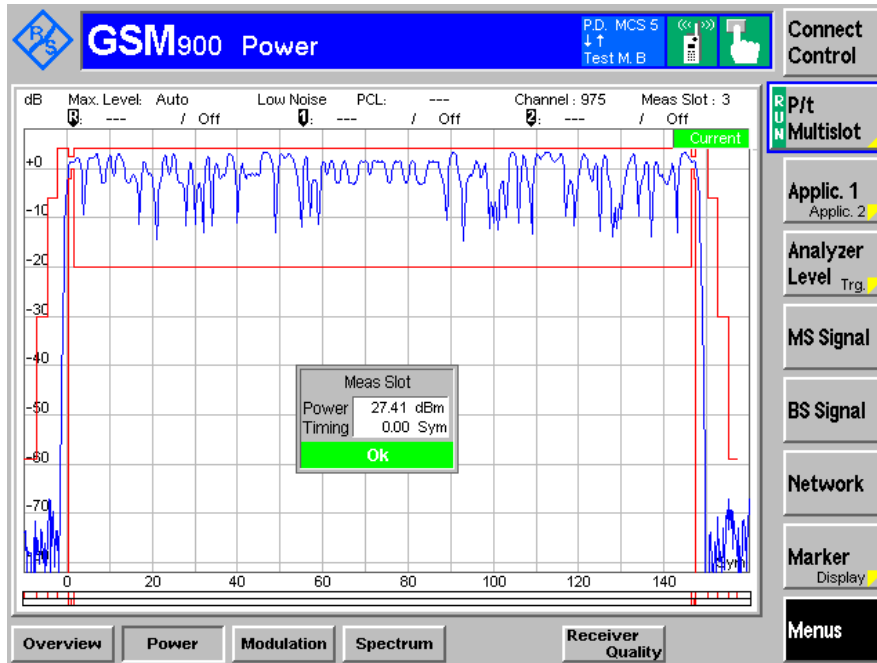 R/S GSM900 Power P.D. MCS 5
Test M. B
Connect Control
dB Max. Level: Auto Low Noise PCL: --- Channel : 975 Meas Slot : 3
R: --- / Off 1: --- / Off 2: --- / Off
RUN P/t Multislot
Current
+0
-10
-20
-30
-40
-50
-60
-70
Applic. 1
Applic. 2
Analyzer
Level Trg.
MS Signal
BS Signal
Network
Marker
Display
Menus
Meas Slot
Power 27.41 dBm
Timing 0.00 Sym
Ok
Sym
0 20 40 60 80 100 120 140
Overview Power Modulation Spectrum Receiver Quality